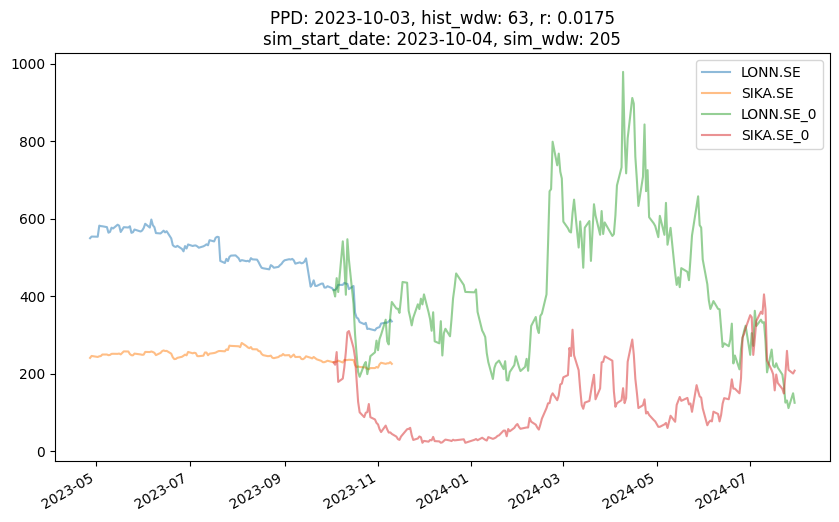 PPD: 2023-10-03, hist_wdw: 63, r: 0.0175
sim_start_date: 2023-10-04, sim_wdw: 205
LONN.SE
SIKA.SE
LONN.SE_0
SIKA.SE_0
1000
800
600
400
200
0
2023-05
2023-07
2023-09
2023-11
2024-01
2024-03
2024-05
2024-07